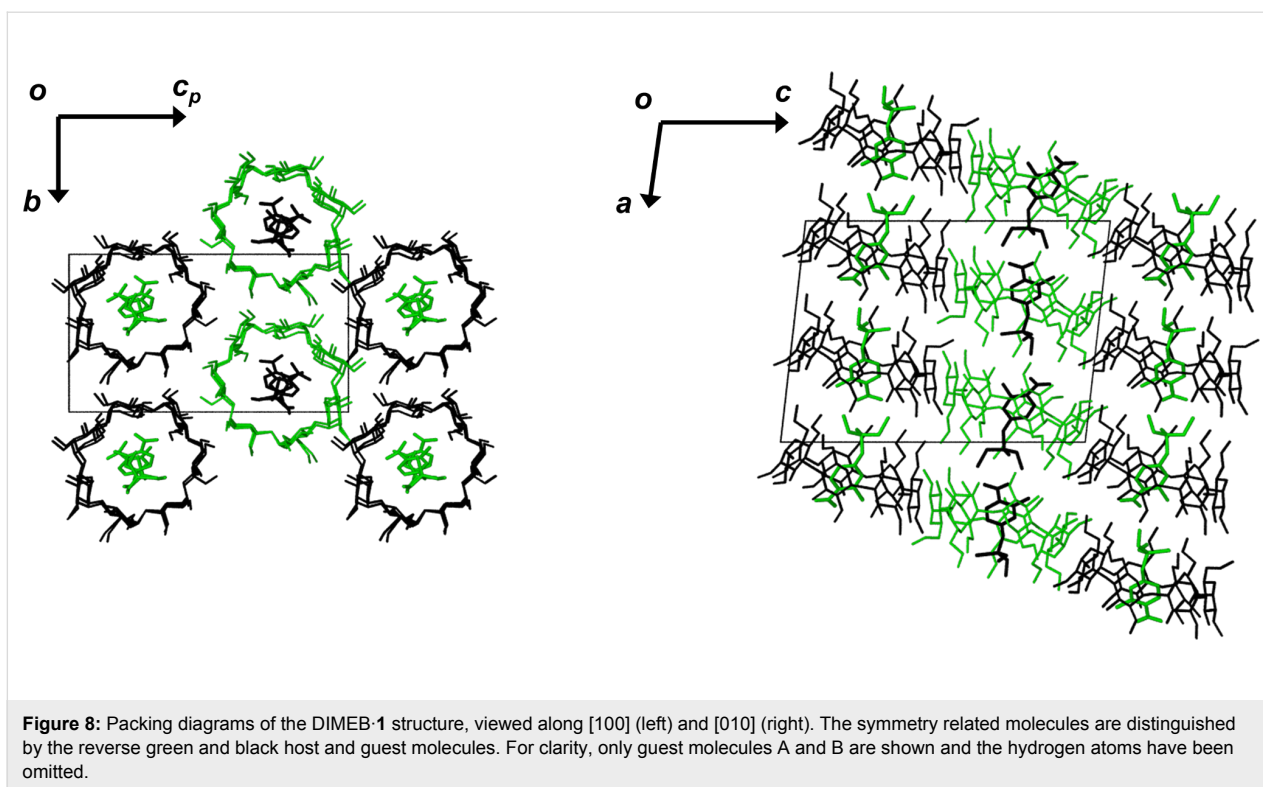 o
c_p
b
o
c
a
Figure 8: Packing diagrams of the DIMEB·1 structure, viewed along [100] (left) and [010] (right). The symmetry related molecules are distinguished
by the reverse green and black host and guest molecules. For clarity, only guest molecules A and B are shown and the hydrogen atoms have been
omitted.